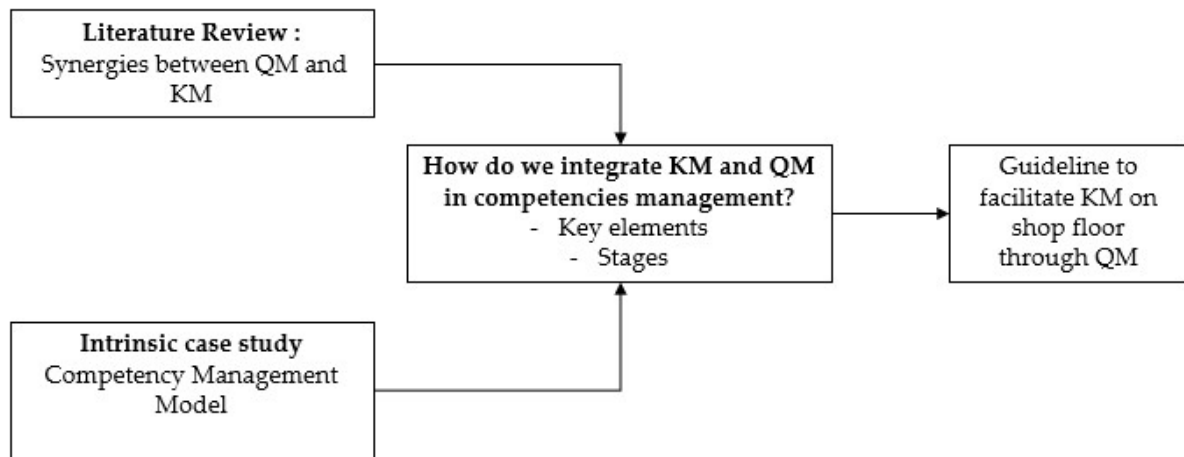 Literature Review :
Synergies between QM and
KM
How do we integrate KM and QM
in competencies management?
- Key elements
- Stages
Guideline to
facilitate KM on
shop floor
through QM
Intrinsic case study
Competency Management
Model